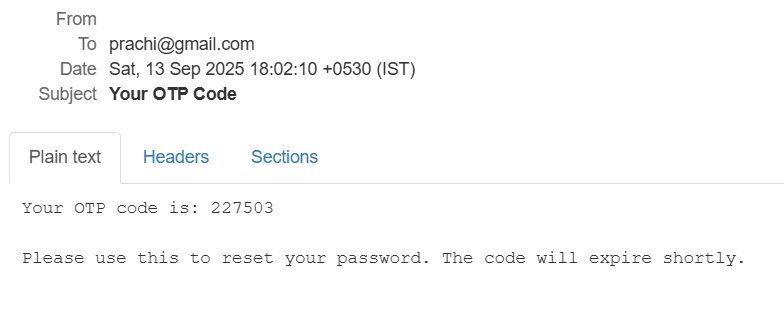 From
To prachi@gmail.com
Date Sat, 13 Sep 2025 18:02:10 +0530 (IST)
Subject Your OTP Code
Plain text Headers Sections
Your OTP code is: 227503
Please use this to reset your password. The code will expire shortly.